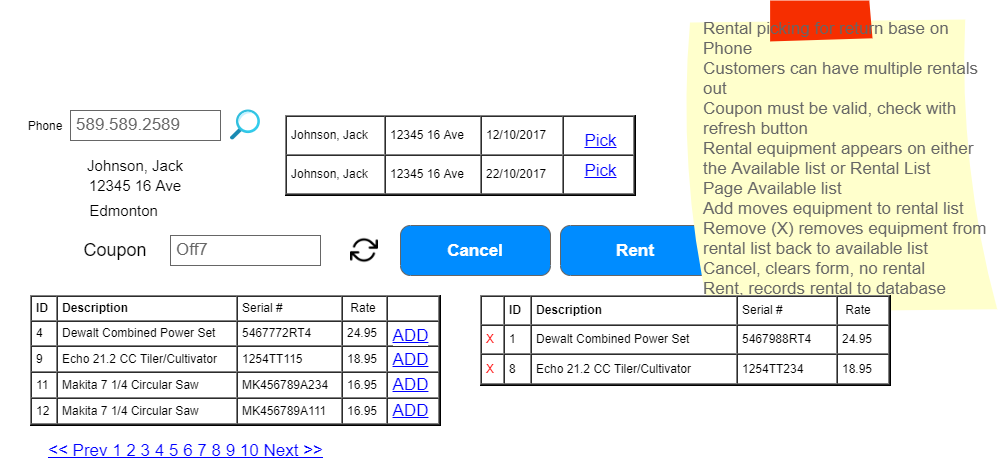 Rental picking for return base on
Phone
Customers can have multiple rentals
out
Coupon must be valid, check with
refresh button
Rental equipment appears on either
the Available list or Rental List
Page Available list
Add moves equipment to rental list
Remove (X) removes equipment from
rental list back to available list
Cancel, clears form, no rental
Rent, records rental to database
Phone 589.589.2589
Johnson, Jack
12345 16 Ave
Edmonton
Johnson, Jack 12345 16 Ave 12/10/2017 Pick
Johnson, Jack 12345 16 Ave 22/10/2017 Pick
Coupon Off7 Cancel Rent
ID Description Serial # Rate
4 Dewalt Combined Power Set 5467772RT4 24.95 ADD
9 Echo 21.2 CC Tiler/Cultivator 1254TT115 18.95 ADD
11 Makita 7 1/4 Circular Saw MK456789A234 16.95 ADD
12 Makita 7 1/4 Circular Saw MK456789A111 16.95 ADD
<< Prev 1 2 3 4 5 6 7 8 9 10 Next >>
ID Description Serial # Rate
X 1 Dewalt Combined Power Set 5467988RT4 24.95
X 8 Echo 21.2 CC Tiler/Cultivator 1254TT234 18.95